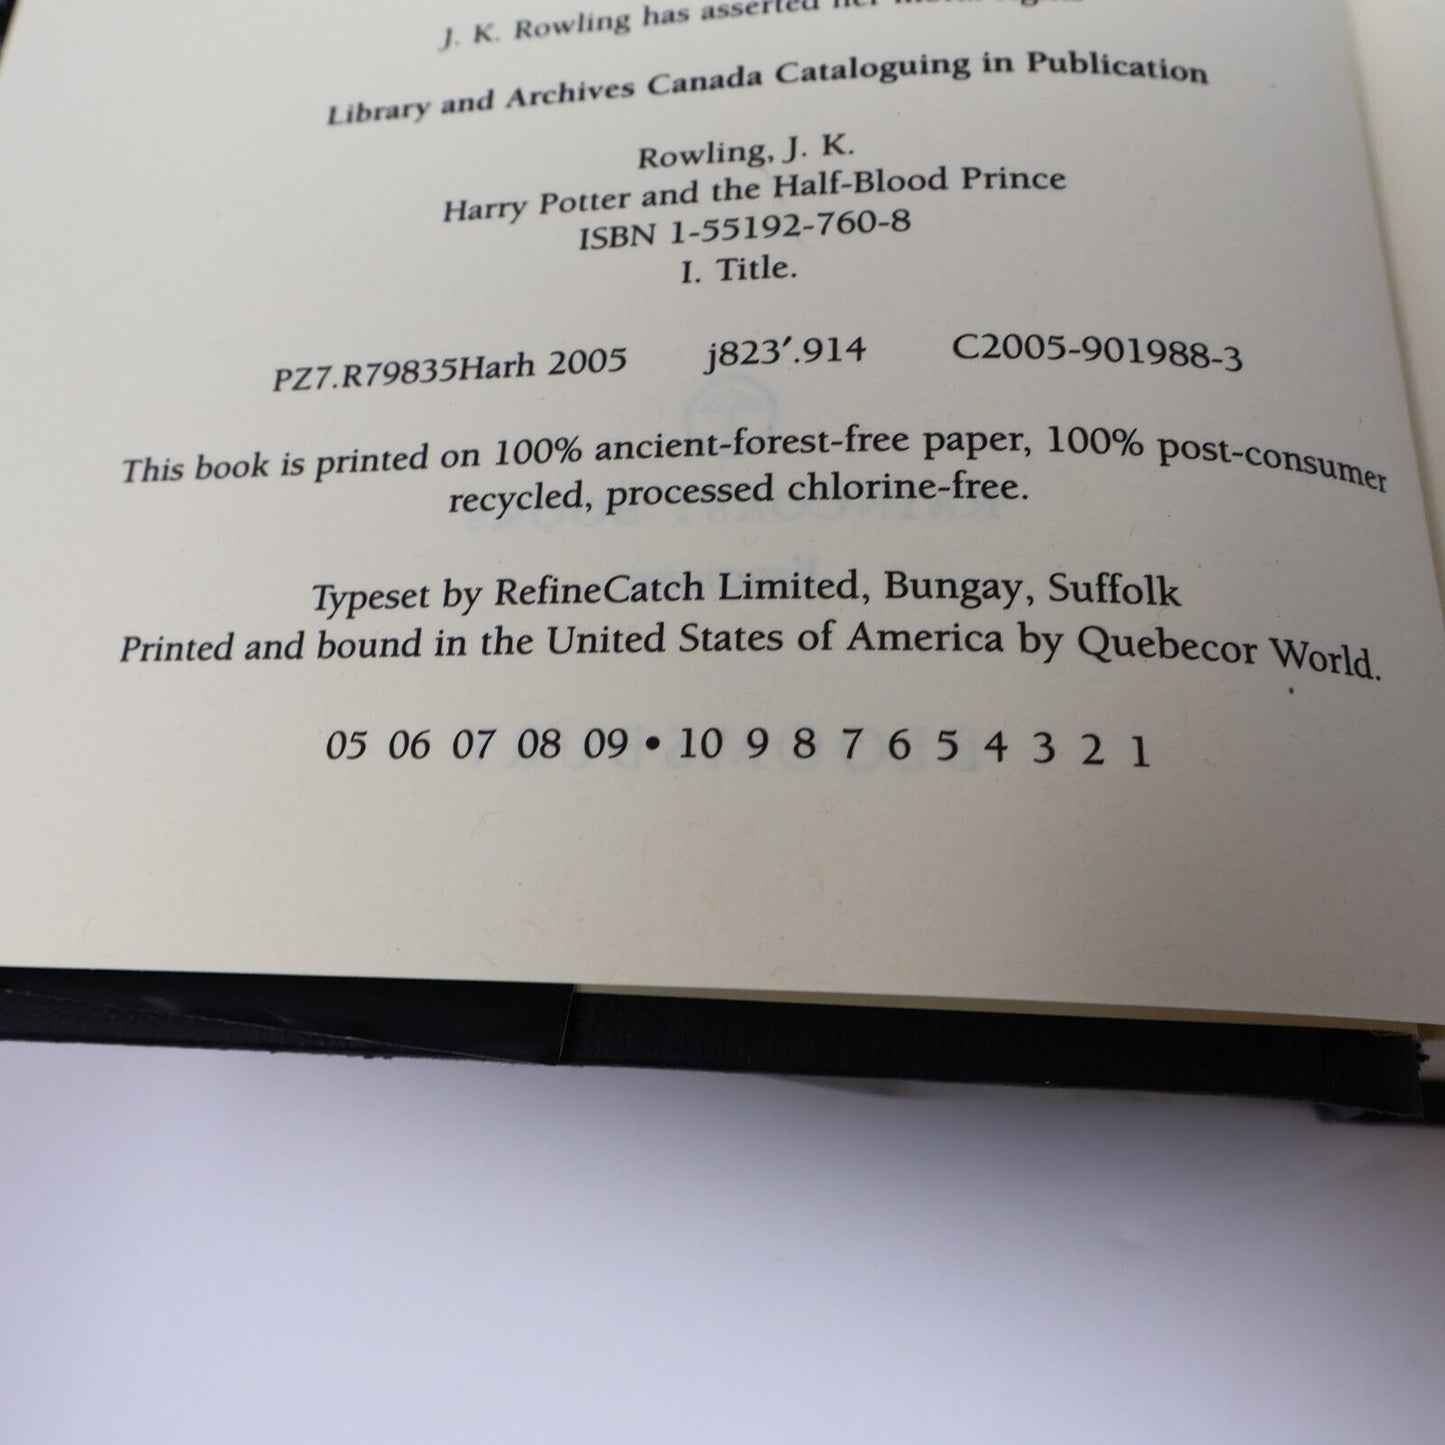 J. K. Rowling has asserted her moral rights
Library and Archives Canada Cataloguing in Publication
Rowling, J. K.
Harry Potter and the Half-Blood Prince
ISBN 1-55192-760-8
I. Title.
PZ7.R79835Harh 2005 j823′.914 C2005-901988-3
This book is printed on 100% ancient-forest-free paper, 100% post-consumer
recycled, processed chlorine-free.
Typeset by RefineCatch Limited, Bungay, Suffolk
Printed and bound in the United States of America by Quebecor World.
05 06 07 08 09 • 10 9 8 7 6 5 4 3 2 1